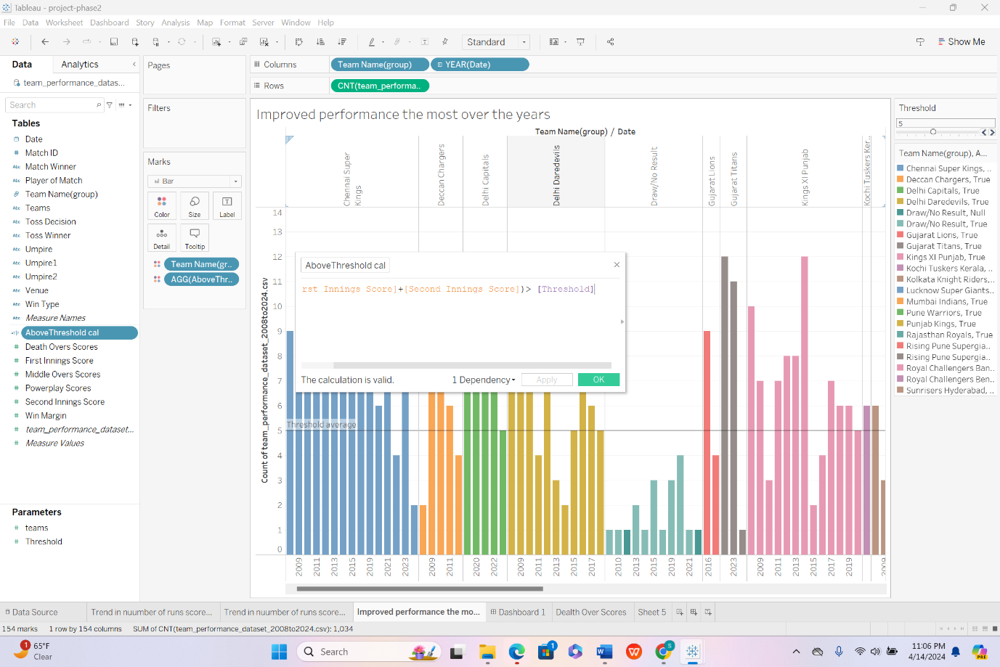 Tableau - project-phase2
File Data Worksheet Dashboard Story Analysis Map Format Server Window Help
Standard
Show Me
Data
Analytics
team_performance_datas...
Search
Tables
Date
Match ID
Abc Match Winner
Abc Player of Match
Team Name(group)
Abc Teams
Abc Toss Decision
Abc Toss Winner
Abc Umpire
Abc Umpire1
Abc Umpire2
Abc Venue
Abc Win Type
Abc Measure Names
AboveThreshold cal
# Death Overs Scores
# First Innings Score
# Middle Overs Scores
# Powerplay Scores
# Second Innings Score
# Win Margin
# team_performance_dataset...
# Measure Values
Parameters
# teams
# Threshold
Pages
Filters
Marks
Bar
Color
Size
Label
Detail
Tooltip
Team Name(gr..
AGG(AboveThr..
Columns
Team Name(group)
YEAR(Date)
Rows
CNT(team_performa..
Improved performance the most over the years
Team Name(group) / Date
Chennai Super
Kings
Deccan Chargers
Delhi Capitals
Delhi Daredevils
Draw/No Result
Gujarat Lions
Gujarat Titans
Kings XI Punjab
Kochi Tuskers Ker..
Count of team_performance_dataset_2008to2024.csv
14
13
12
11
10
9
8
7
6
5
4
3
2
1
0
Threshold average
2009 2011 2013 2015 2017 2019 2021 2023 2009 2011 2020 2022 2009 2011 2013 2015 2017 2010 2013 2015 2019 2021 2016 2023 2009 2011 2013 2015 2017 2019 2009
AboveThreshold cal
rst Innings Score]+[Second Innings Score])> [Threshold]
The calculation is valid.
1 Dependency
Apply
OK
Threshold
5
Team Name(group), A...
Chennai Super Kings, ..
Deccan Chargers, True
Delhi Capitals, True
Delhi Daredevils, True
Draw/No Result, Null
Draw/No Result, True
Gujarat Lions, True
Gujarat Titans, True
Kings XI Punjab, True
Kochi Tuskers Kerala, ..
Kolkata Knight Riders,..
Lucknow Super Giants..
Mumbai Indians, True
Pune Warriors, True
Punjab Kings, True
Rajasthan Royals, True
Rising Pune Supergia..
Rising Pune Supergia..
Royal Challengers Ban..
Royal Challengers Ben..
Sunrisers Hyderabad, ..
Data Source
Trend in nuumber of runs score...
Trend in nuumber of runs score...
Improved performance the mo...
Dashboard 1
Dealth Over Scores
Sheet 5
154 marks
1 row by 154 columns
SUM of CNT(team_performance_dataset_2008to2024.csv): 1,034
1
65°F
Clear
Search
1
W
W
S
PRE
11:06 PM
4/14/2024